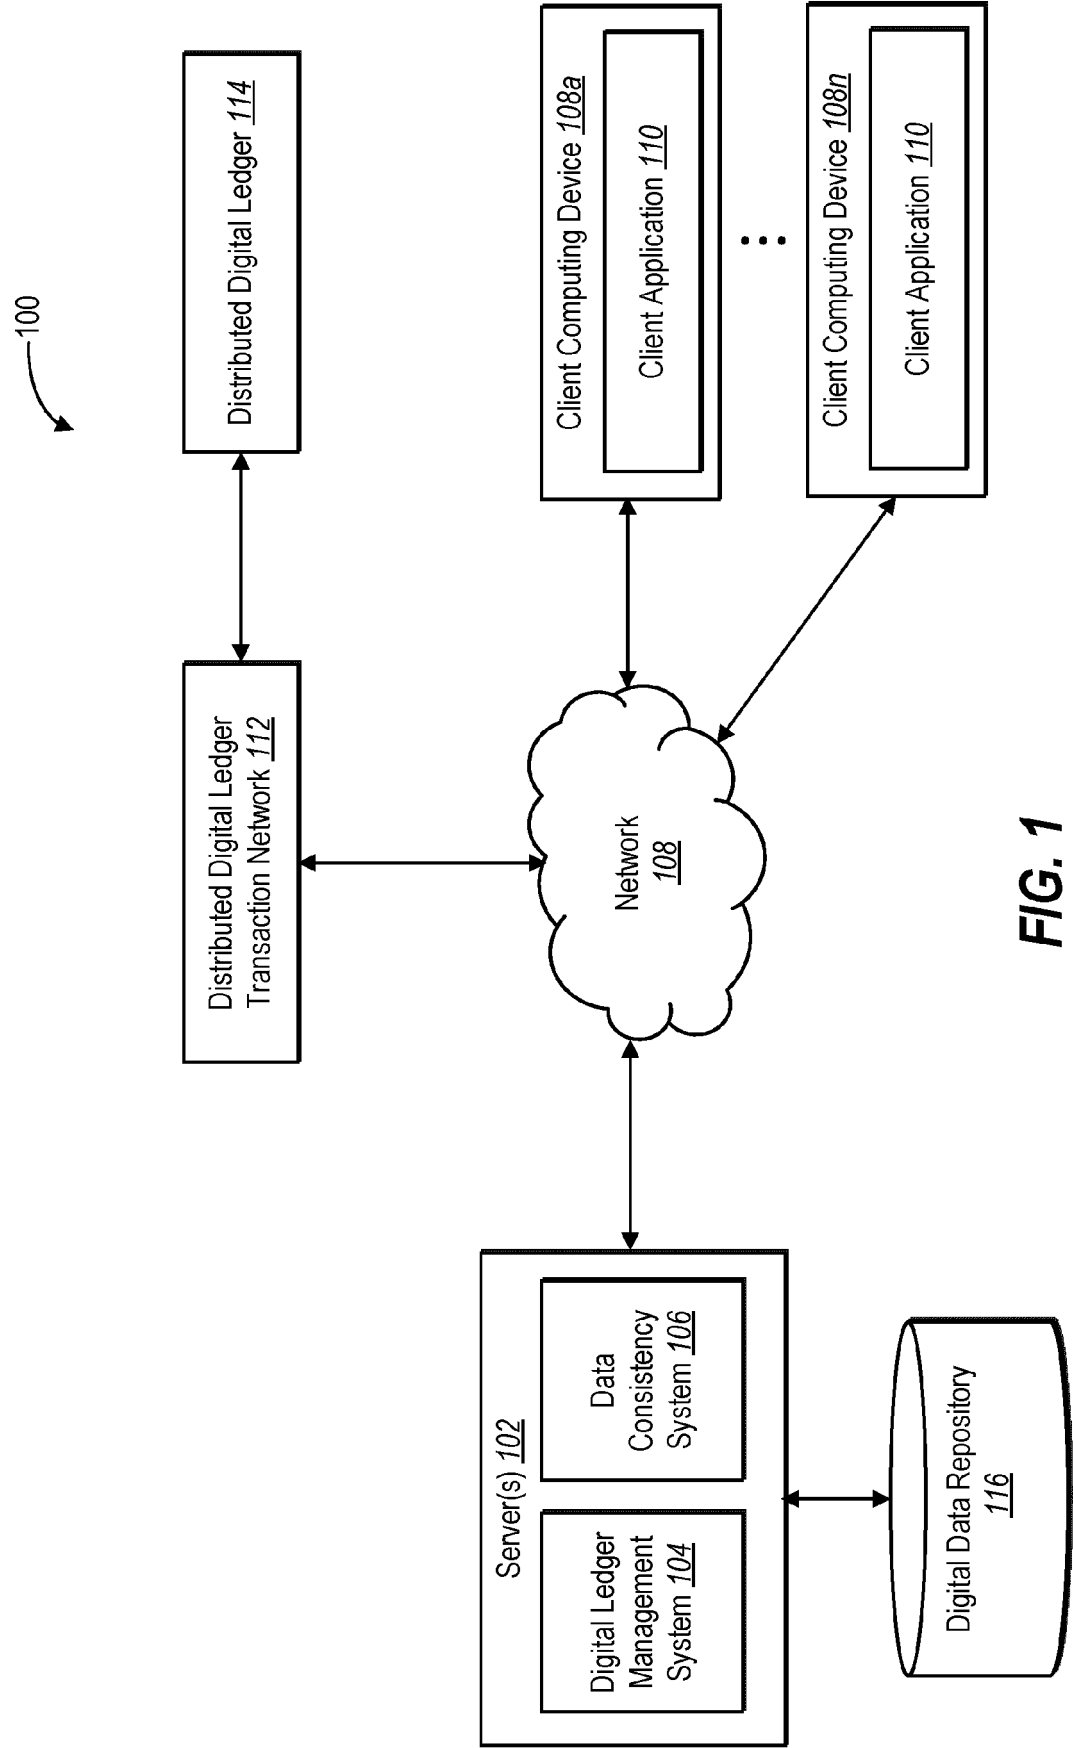 100
Distributed Digital Ledger
Transaction Network 112
Distributed Digital Ledger 114
Server(s) 102
Digital Ledger
Management
System 104
Data
Consistency
System 106
Network
108
Client Computing Device 108a
Client Application 110
...
Client Computing Device 108n
Client Application 110
Digital Data Repository
116
FIG. 1